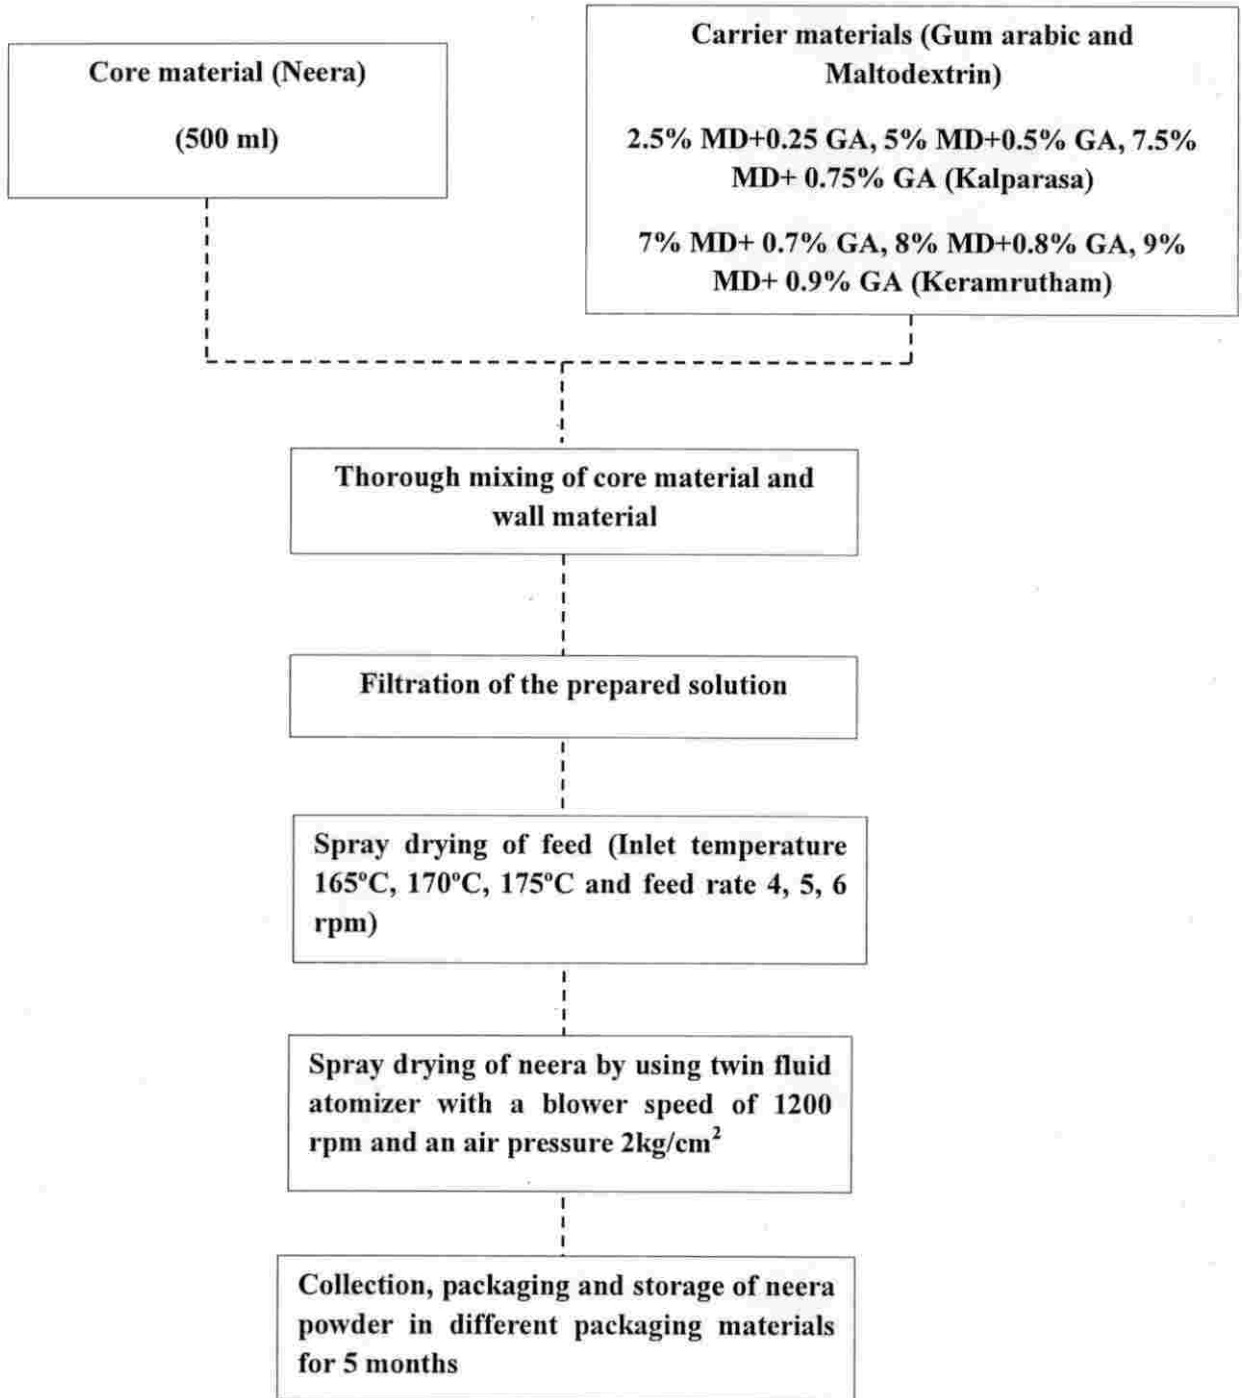 Core material (Neera)
(500 ml)
Carrier materials (Gum arabic and
Maltodextrin)
2.5% MD+0.25 GA, 5% MD+0.5% GA, 7.5%
MD+ 0.75% GA (Kalparasa)
7% MD+ 0.7% GA, 8% MD+0.8% GA, 9%
MD+ 0.9% GA (Keramrutham)
Thorough mixing of core material and
wall material
Filtration of the prepared solution
Spray drying of feed (Inlet temperature
165°C, 170°C, 175°C and feed rate 4, 5, 6
rpm)
Spray drying of neera by using twin fluid
atomizer with a blower speed of 1200
rpm and an air pressure 2kg/cm²
Collection, packaging and storage of neera
powder in different packaging materials
for 5 months